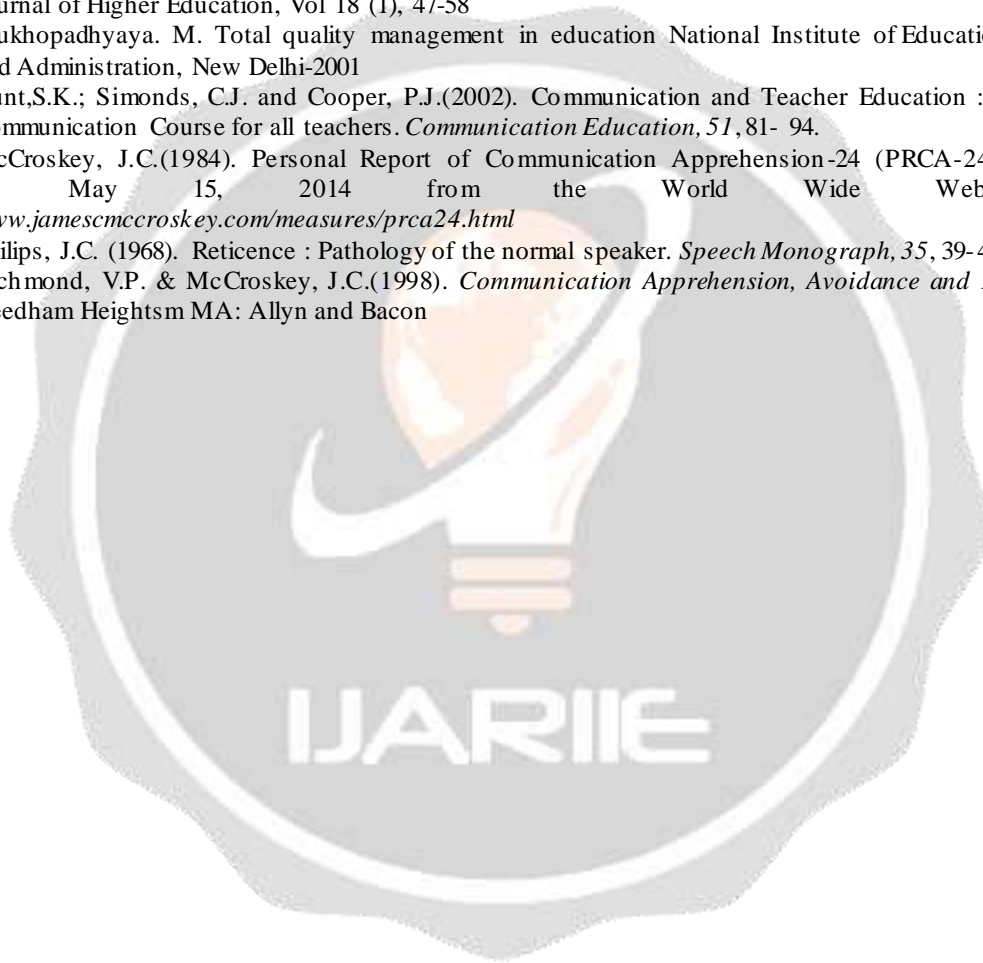 urnal of Higher Education, Vol 18 (1), 47-58
ukhopadhyaya. M. Total quality management in education National Institute of Educatio
d Administration, New Delhi-2001
unt,S.K.; Simonds, C.J. and Cooper, P.J.(2002). Communication and Teacher Education :
mmunication Course for all teachers. Communication Education, 51, 81- 94.
cCroskey, J.C.(1984). Personal Report of Communication Apprehension-24 (PRCA-24
May 15, 2014 from the World Wide Web
ww.jamescmccroskey.com/measures/prca24.html
ilips, J.C. (1968). Reticence : Pathology of the normal speaker. Speech Monograph, 35, 39-4
chmond, V.P. & McCroskey, J.C.(1998). Communication Apprehension, Avoidance and
eedham Heightsm MA: Allyn and Bacon
IJARIIE